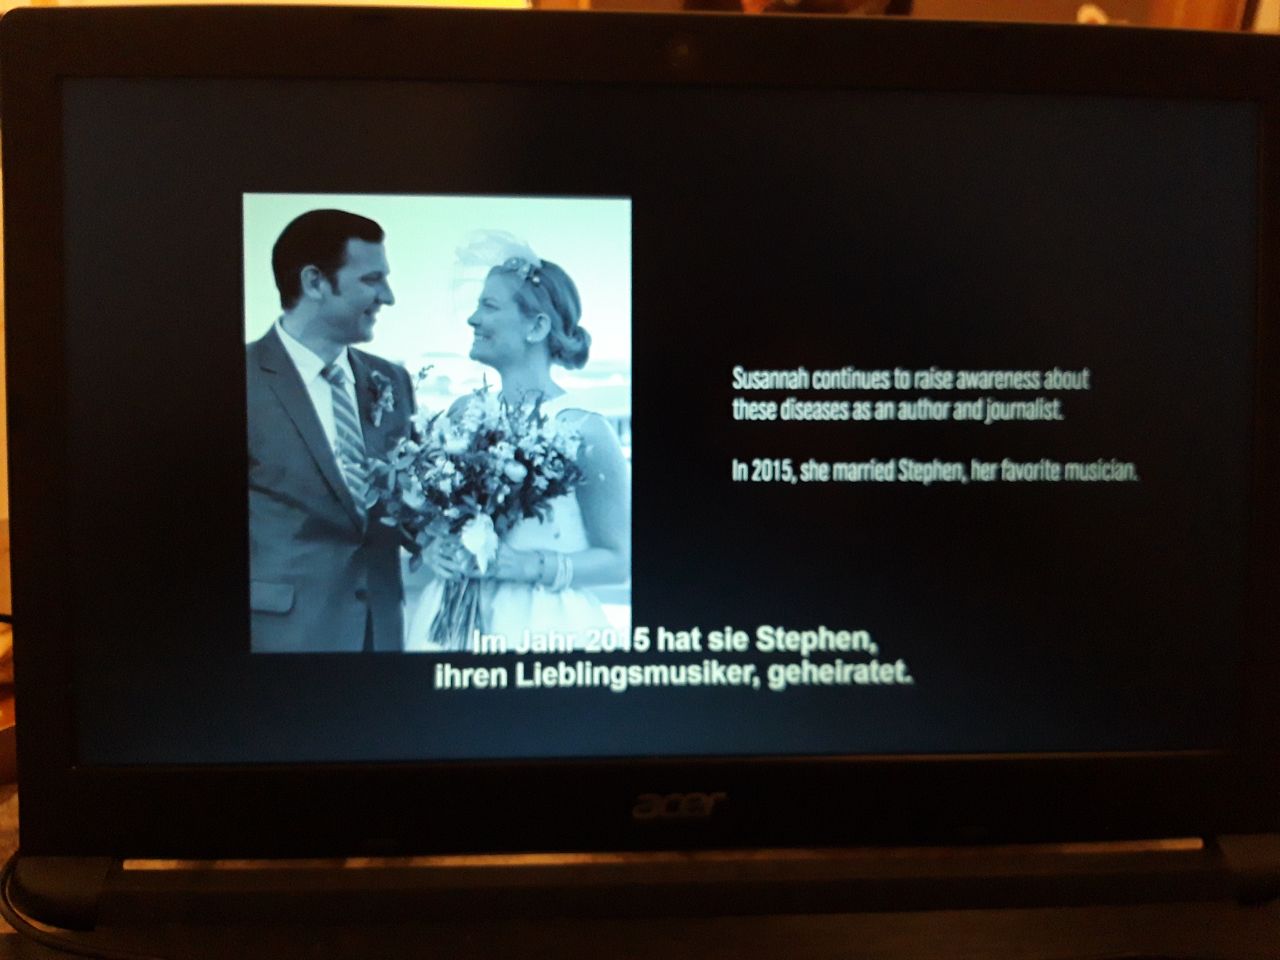 Susannah continues to raise awareness about
these diseases as an author and journalist.
In 2015, she married Stephen, her favorite musician.
Im Jahr 2015 hat sie Stephen,
ihren Lieblingsmusiker, geheiratet.
acer